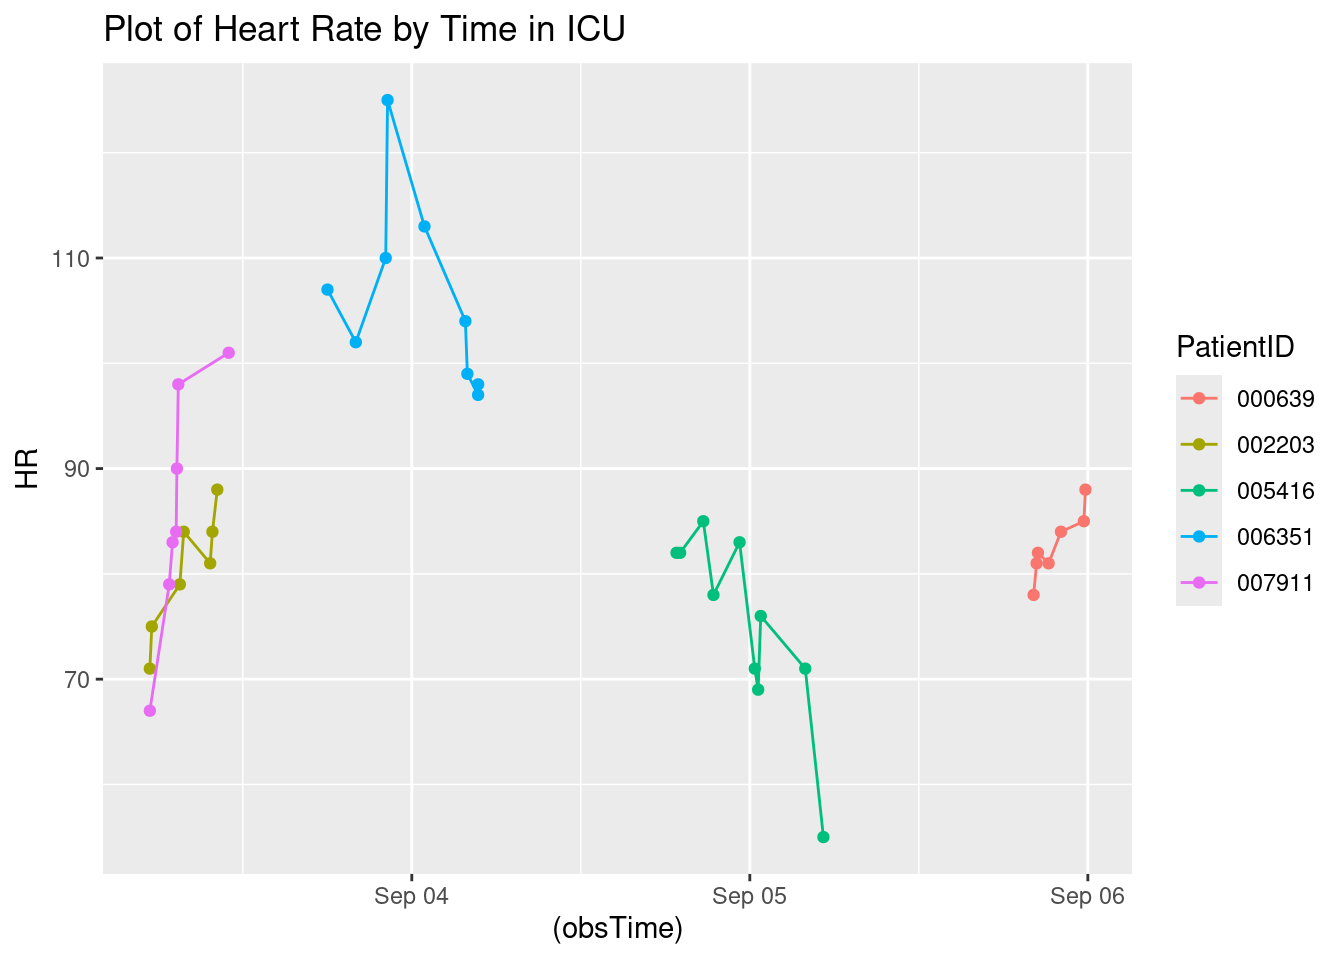 Plot of Heart Rate by Time in ICU
110
90
70
HR
Sep 04
Sep 05
Sep 06
(obsTime)
PatientID
000639
002203
005416
006351
007911